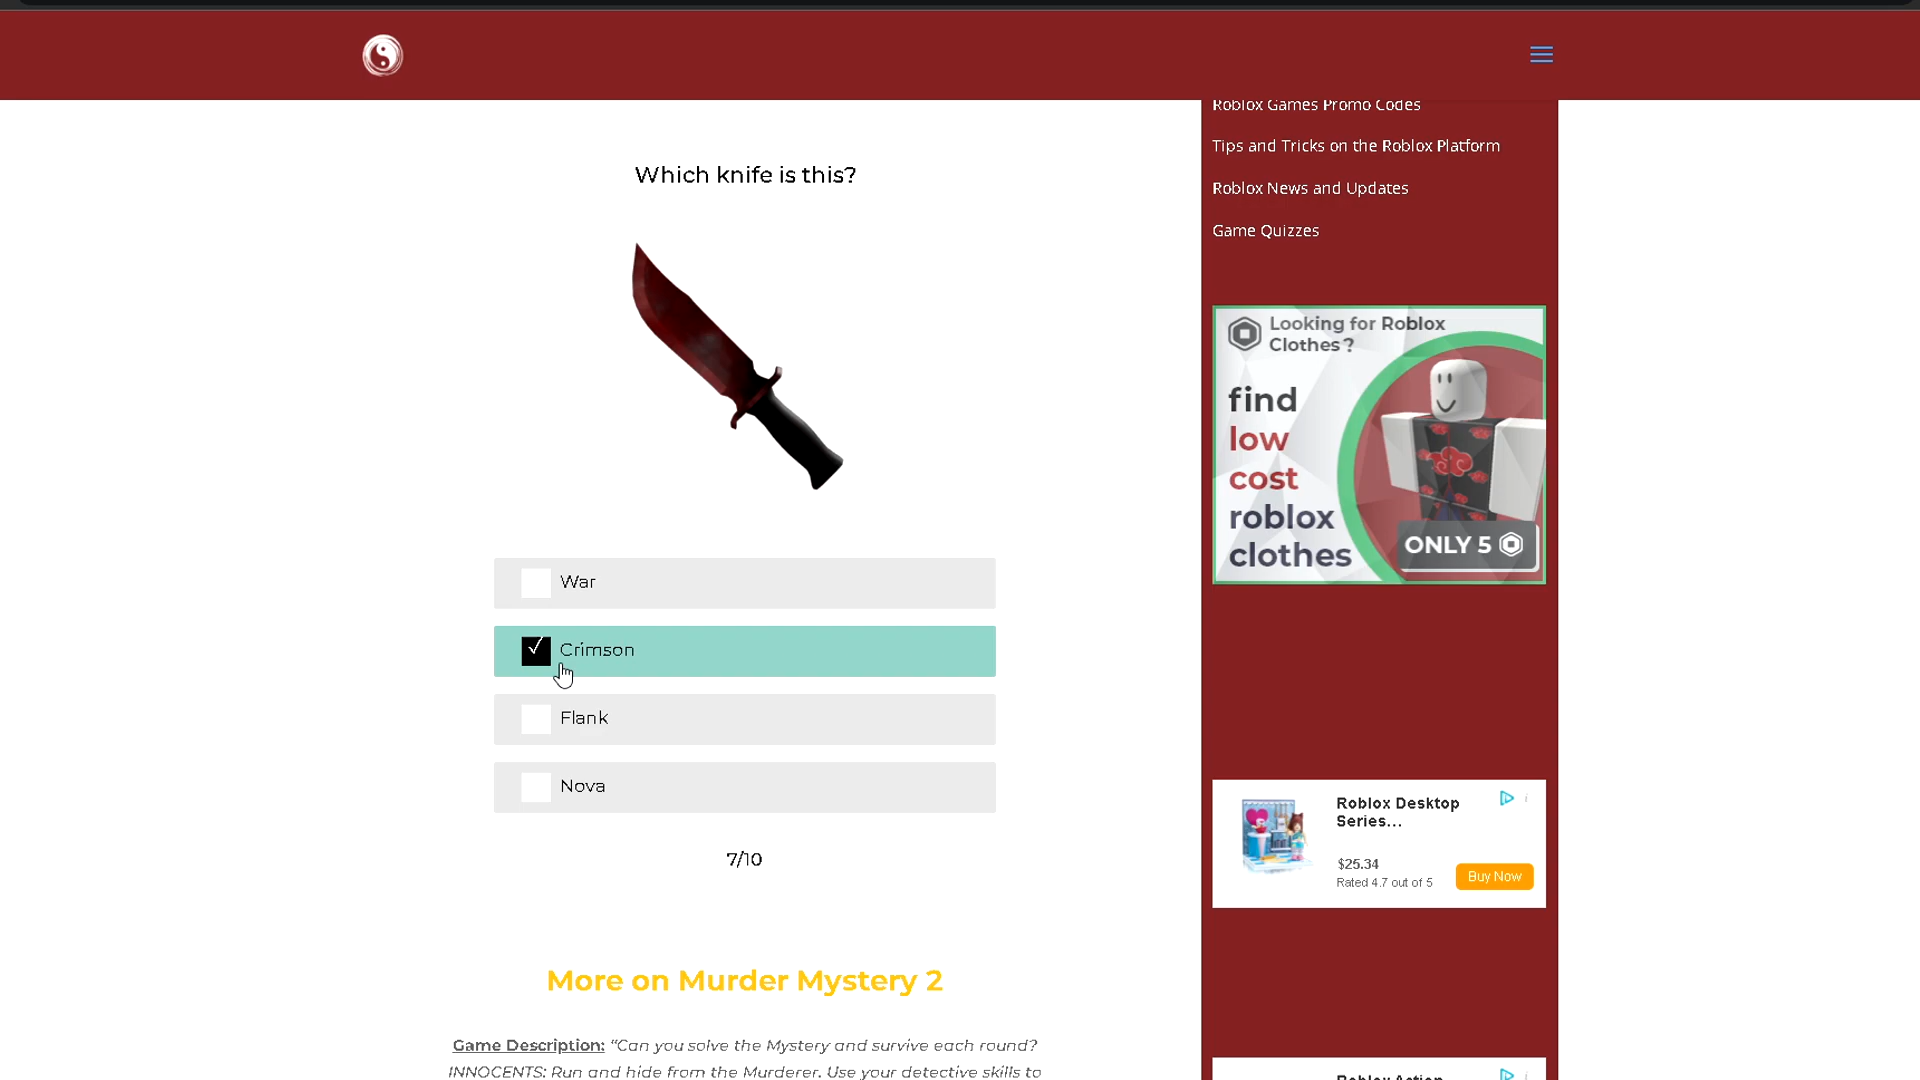 Roblox Games Promo Codes
Tips and Tricks on the Roblox Platform
Roblox News and Updates
Game Quizzes
Which knife is this?
War
Crimson
Flank
Nova
7/10
More on Murder Mystery 2
Game Description: “Can you solve the Mystery and survive each round?
INNOCENTS: Run and hide from the Murderer. Use your detective skills to
Looking for Roblox
Clothes?
find
low
cost
roblox
clothes
ONLY 5
Roblox Desktop
Series...
$25.34
Rated 4.7 out of 5
Buy Now
Roblox Action